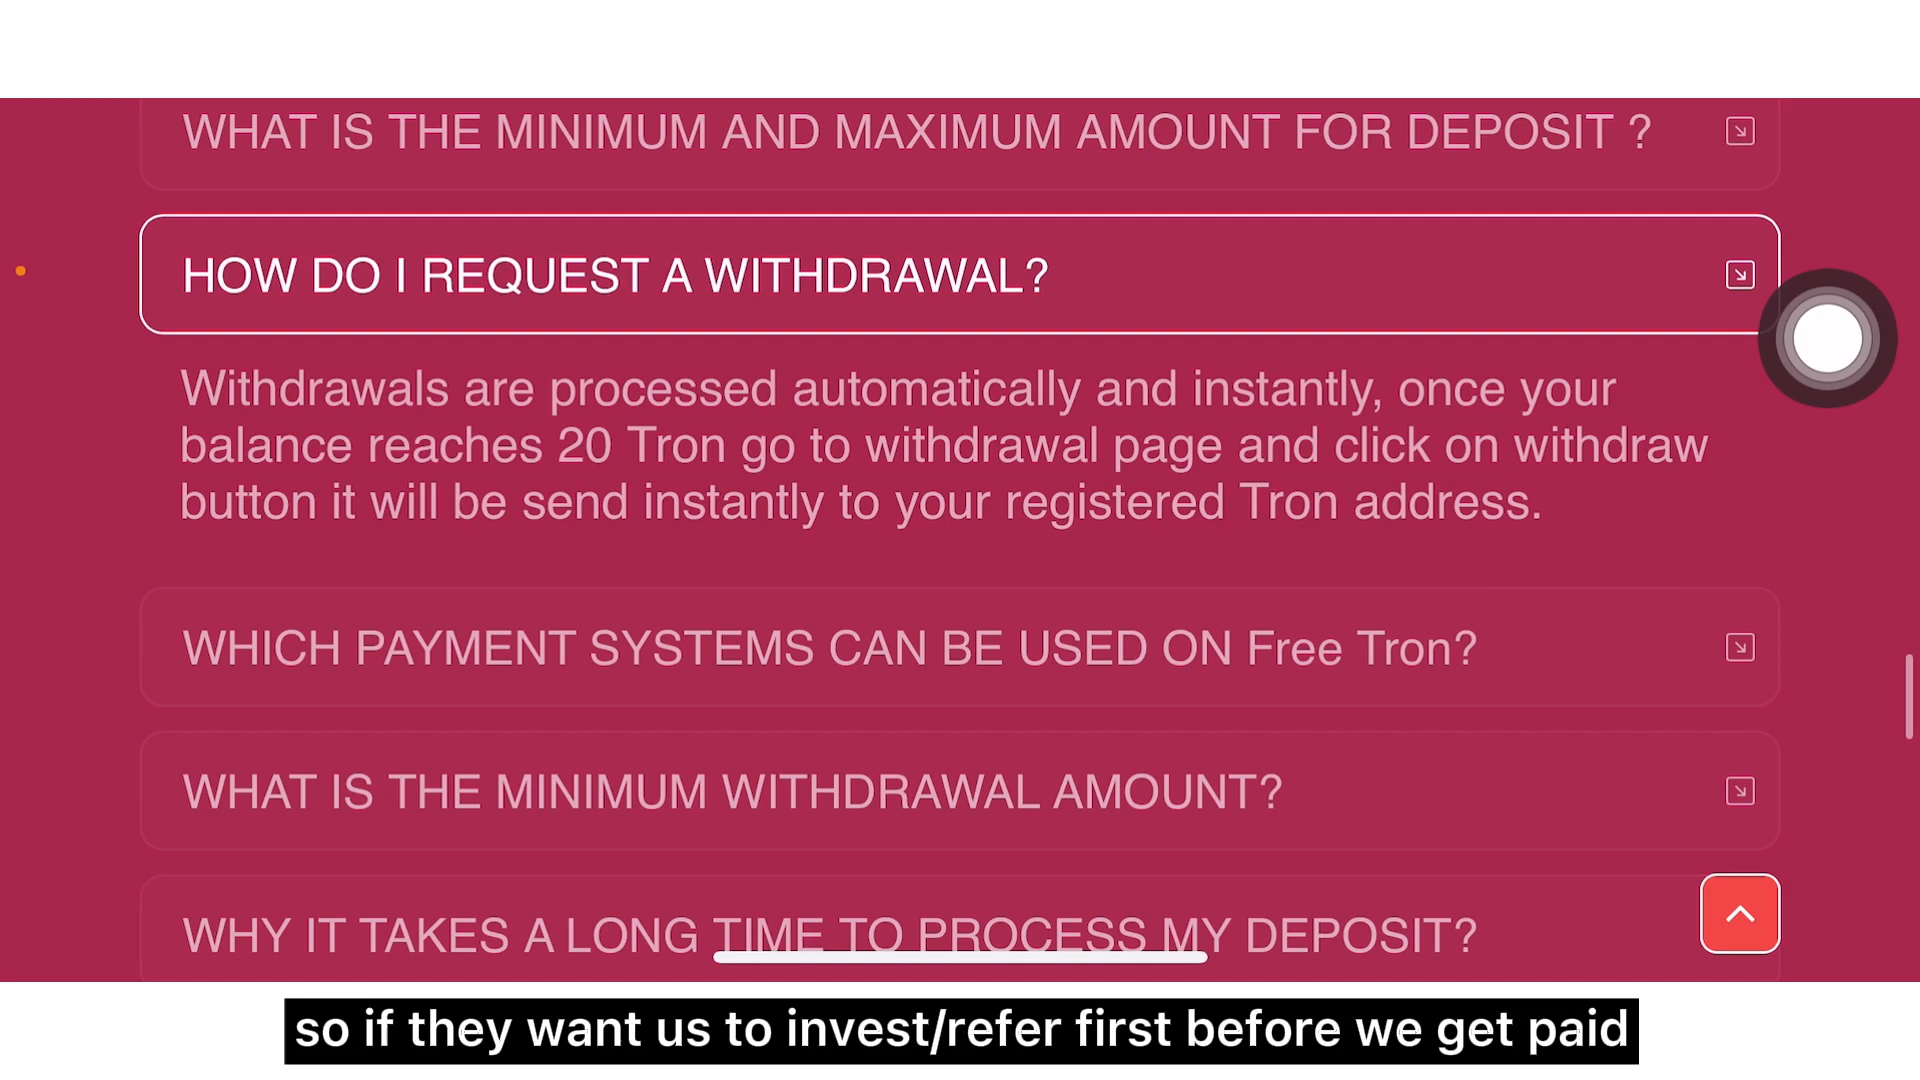 WHAT IS THE MINIMUM AND MAXIMUM AMOUNT FOR DEPOSIT ?
HOW DO I REQUEST A WITHDRAWAL?
Withdrawals are processed automatically and instantly, once your
balance reaches 20 Tron go to withdrawal page and click on withdraw
button it will be send instantly to your registered Tron address.
WHICH PAYMENT SYSTEMS CAN BE USED ON Free Tron?
WHAT IS THE MINIMUM WITHDRAWAL AMOUNT?
WHY IT TAKES A LONG TIME TO PROCESS MY DEPOSIT?
so if they want us to invest/refer first before we get paid